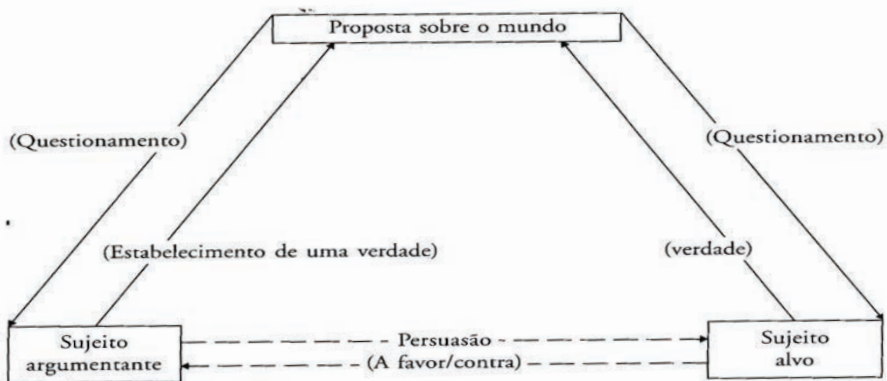 Proposta sobre o mundo
(Questionamento)
(Questionamento)
(Estabelecimento de uma verdade)
(verdade)
Sujeito
argumentante
Persuasão
(A favor/contra)
Sujeito
alvo